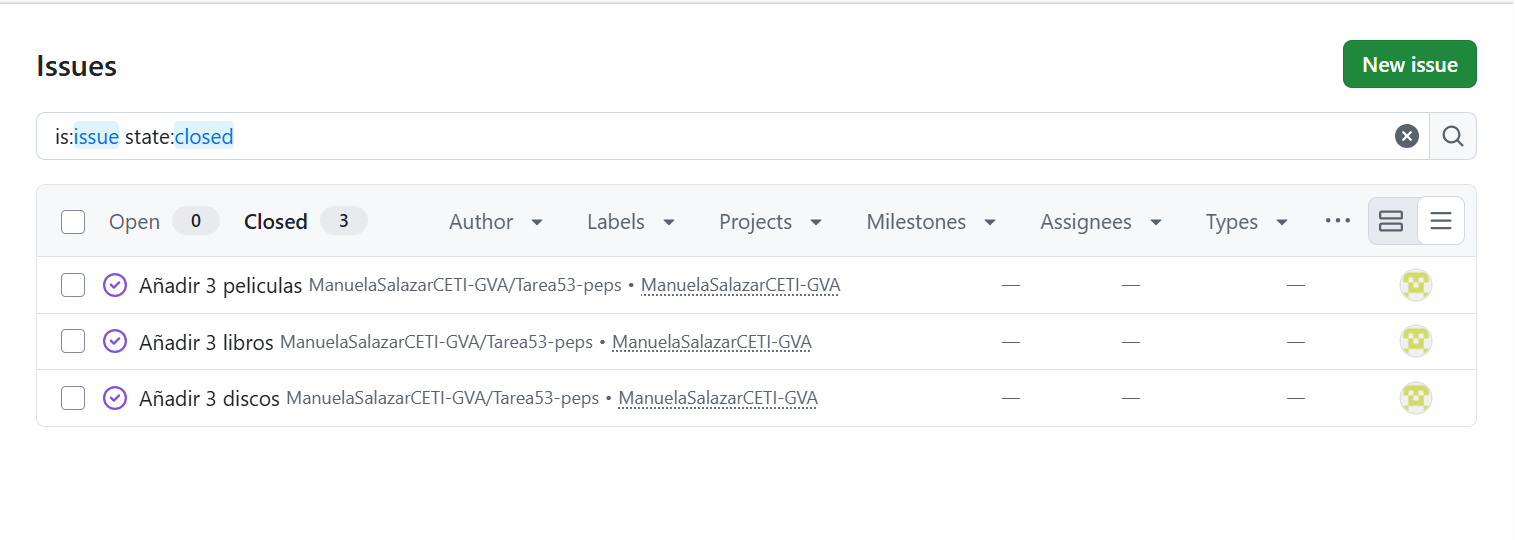 Issues
New issue
is:issue state:closed
Open 0 Closed 3 Author Labels Projects Milestones Assignees Types
Añadir 3 peliculas ManuelaSalazarCETI-GVA/Tarea53-peps • ManuelaSalazarCETI-GVA
Añadir 3 libros ManuelaSalazarCETI-GVA/Tarea53-peps • ManuelaSalazarCETI-GVA
Añadir 3 discos ManuelaSalazarCETI-GVA/Tarea53-peps • ManuelaSalazarCETI-GVA